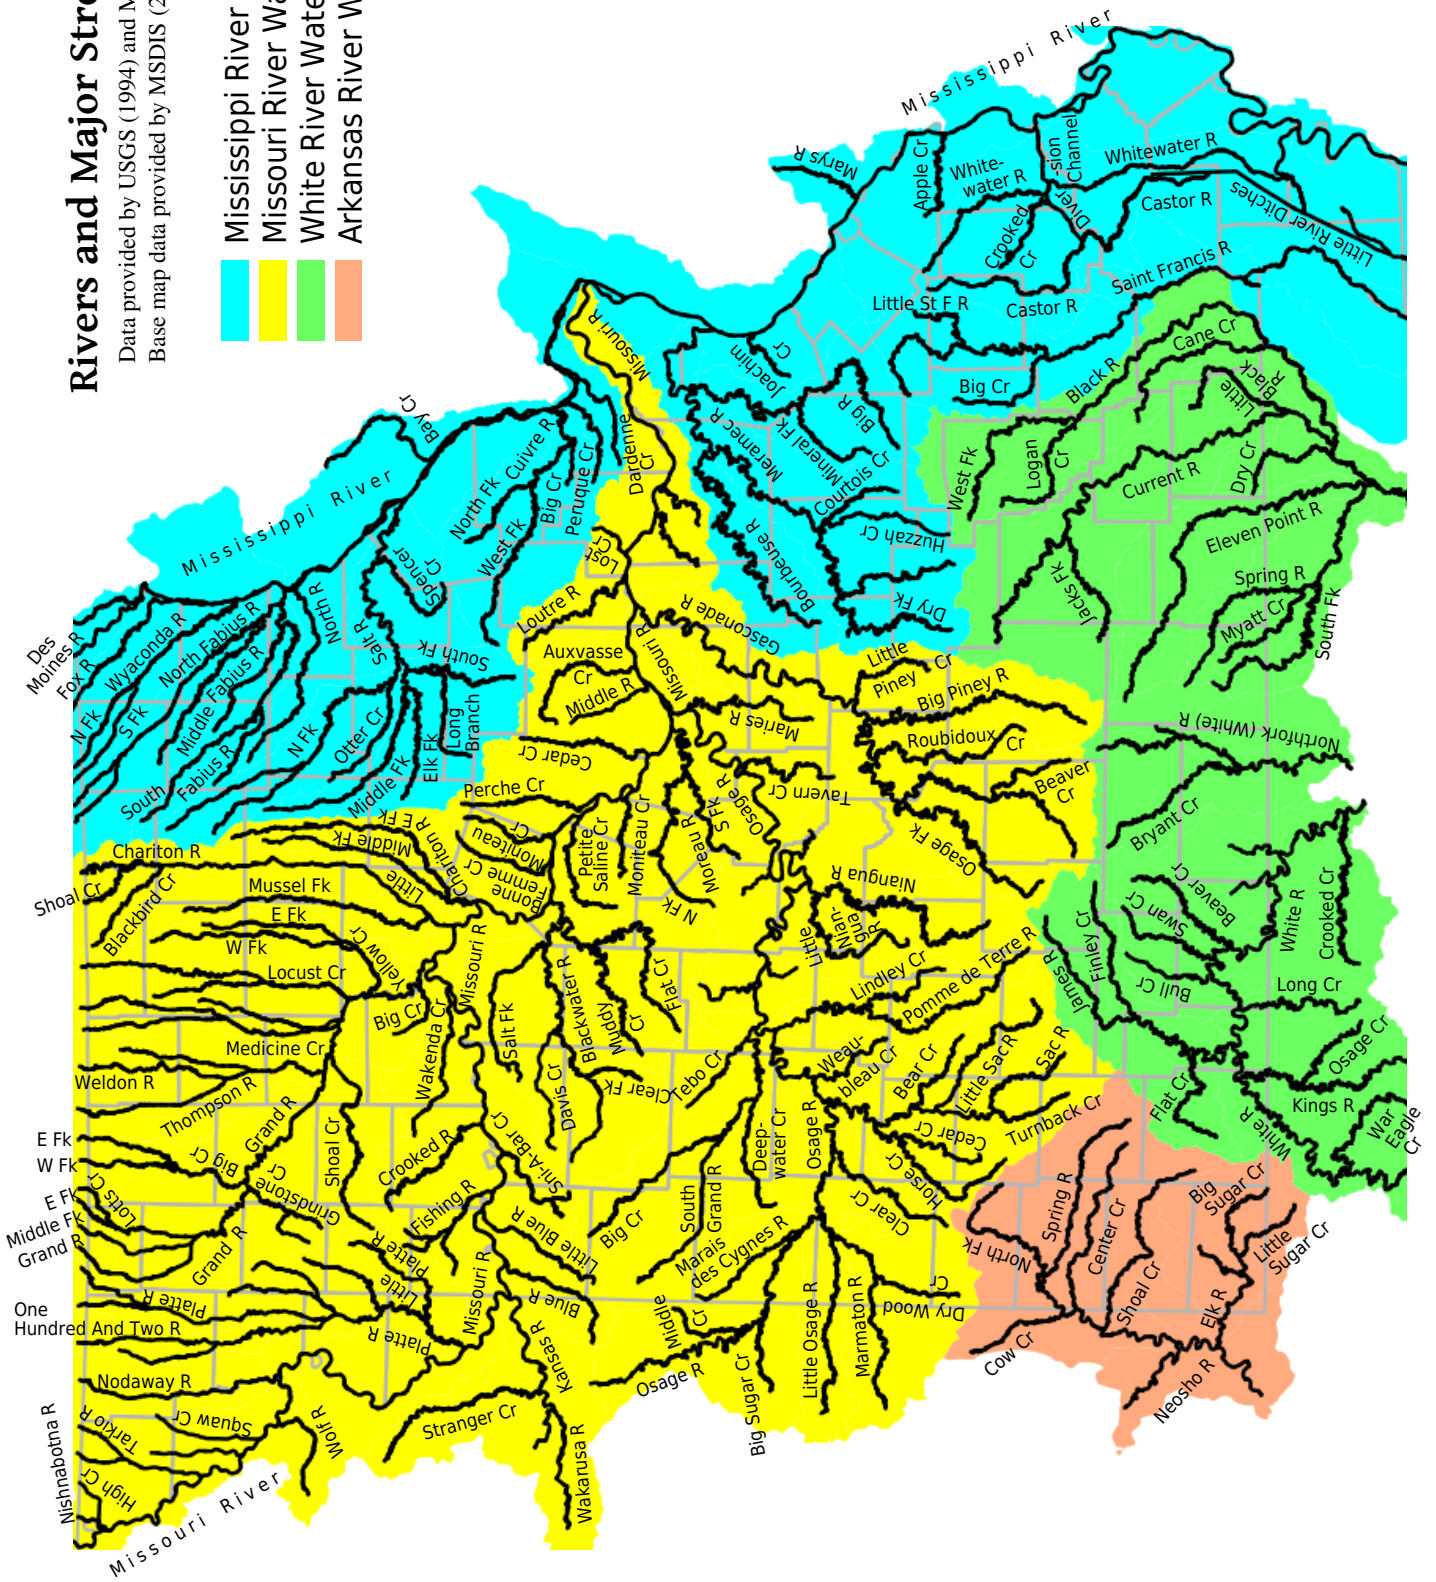 Rivers and Major Stre
Data provided by USGS (1994) and M
Base map data provided by MSDIS (2
Mississippi River
Missouri River Wa
White River Wate
Arkansas River W
Mississippi River
Marys R
Apple Cr
White-
water R
Diver
sion
Channel
Whitewater R
Castor R
Little River Ditches
Crooked
Cr
Saint Francis R
Little St F R
Castor R
Missouri R
Joachim
Cr
Big R
Big Cr
Black R
Cane Cr
Little
Black
R
Bay Cr
Cuivre R
Dardenne
Cr
Meramec R
Mineral Fk
Courtois Cr
West Fk
Logan
Cr
Current R
Dry Cr
Mississippi River
North Fk
Big Cr
Peruque Cr
West Fk
Lost
Cr
Bourbeuse R
Huzzah Cr
Dry Fk
Jacks Fk
Eleven Point R
Spring R
Myatt Cr
South Fk
Spencer
Cr
Salt R
South Fk
North R
Loutre R
Gasconade R
Des
Moines R
Fox R
Wyaconda R
North Fabius R
Middle Fabius R
N Fk
S Fk
South
Fabius R
N Fk
Otter Cr
Middle Fk
Elk Fk
Long
Branch
Auxvasse
Cr
Middle R
Missouri R
Little
Piney
Cr
Big Piney R
Maries R
Roubidoux
Cr
Beaver
Cr
Northfork (White) R
Cedar Cr
Perche Cr
Tavern Cr
Osage R
S Fk
Osage Fk
Bryant Cr
Chariton R
E Fk
Middle Fk
Little
Chariton R
Moniteau
Cr
Bonne
Femme Cr
Petite
Saline Cr
Moniteau Cr
Moreau R
N Fk
Niangua R
Little
Nian-
gua
R
Shoal Cr
Blackbird Cr
Mussel Fk
E Fk
W Fk
Locust Cr
Yellow Cr
Missouri R
Big Cr
Wakenda Cr
Salt Fk
Blackwater R
Muddy
Cr
Flat Cr
Lindley Cr
Pomme de Terre R
James R
Finley Cr
Swan Cr
Beaver Cr
Bull Cr
White R
Crooked Cr
Long Cr
Osage Cr
Medicine Cr
Weldon R
Thompson R
Grand R
Shoal Cr
Davis Cr
Clear Fk
Tebo Cr
Weau-
bleau Cr
Bear Cr
Little Sac R
Sac R
Turnback Cr
Cedar Cr
Flat Cr
White R
Kings R
War
Eagle
Cr
E Fk
W Fk
E Fk
Middle Fk
Grand R
Lotts Cr
Big Cr
Grindstone
Cr
Grand R
Crooked R
Sni-A-Bar Cr
Fishing R
Deep-
water Cr
Osage R
Horse Cr
Clear Cr
Big Cr
South
Grand R
Marais
des Cygnes R
Little Blue R
Blue R
Platte R
Little
Platte R
Missouri R
Platte R
One
Hundred And Two R
North Fk
Spring R
Center Cr
Shoal Cr
Big
Sugar Cr
Little
Sugar Cr
Elk R
Dry Wood
Cr
Marmaton R
Little Osage R
Middle
Cr
Osage R
Big Sugar Cr
Cow Cr
Neosho R
Nodaway R
Squaw Cr
Tarkio R
High Cr
Nishnabotna R
Wolf R
Stranger Cr
Kansas R
Wakarusa R
Missouri River